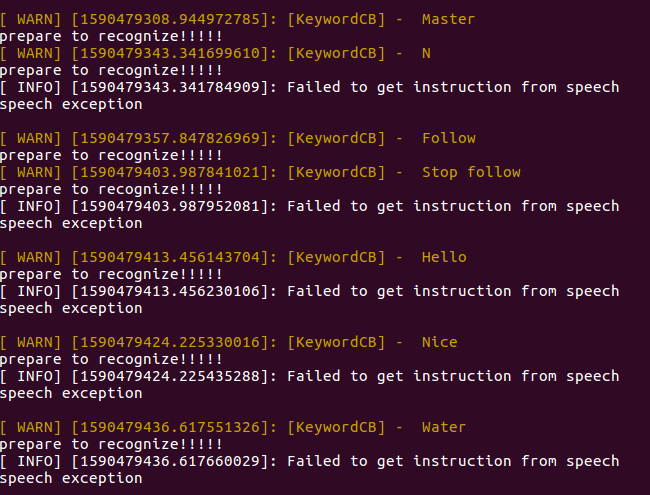 [ WARN] [1590479308.944972785]: [KeywordCB] -  Master
prepare to recognize!!!!!
[ WARN] [1590479343.341699610]: [KeywordCB] -  N
prepare to recognize!!!!!
[ INFO] [1590479343.341784909]: Failed to get instruction from speech
speech exception

[ WARN] [1590479357.847826969]: [KeywordCB] -  Follow
prepare to recognize!!!!!
[ WARN] [1590479403.987841021]: [KeywordCB] -  Stop follow
prepare to recognize!!!!!
[ INFO] [1590479403.987952081]: Failed to get instruction from speech
speech exception

[ WARN] [1590479413.456143704]: [KeywordCB] -  Hello
prepare to recognize!!!!!
[ INFO] [1590479413.456230106]: Failed to get instruction from speech
speech exception

[ WARN] [1590479424.225330016]: [KeywordCB] -  Nice
prepare to recognize!!!!!
[ INFO] [1590479424.225435288]: Failed to get instruction from speech
speech exception

[ WARN] [1590479436.617551326]: [KeywordCB] -  Water
prepare to recognize!!!!!
[ INFO] [1590479436.617660029]: Failed to get instruction from speech
speech exception